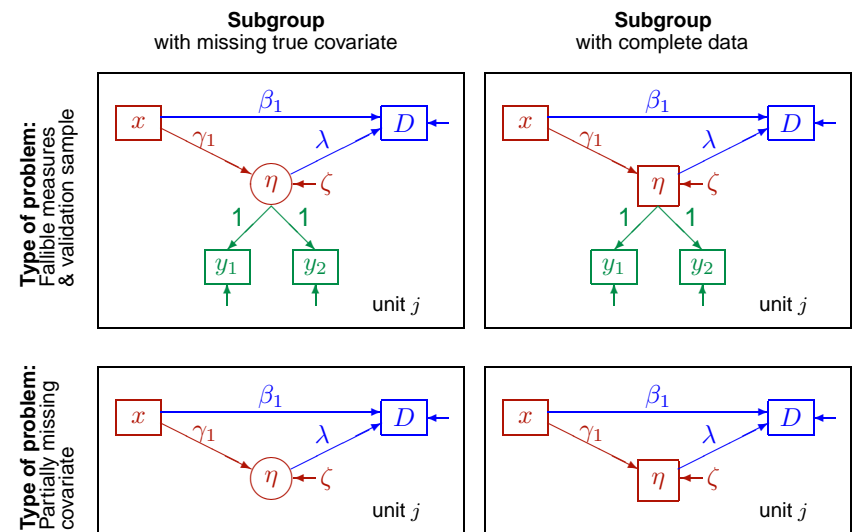 Subgroup
with missing true covariate
Subgroup
with complete data
Type of problem:
Fallible measures
& validation sample
x
β1
D
γ1
λ
η
ζ
1
1
y1
y2
unit j
x
β1
D
γ1
λ
η
ζ
1
1
y1
y2
unit j
Type of problem:
Partially missing
covariate
x
β1
D
γ1
λ
η
ζ
unit j
x
β1
D
γ1
λ
η
ζ
unit j